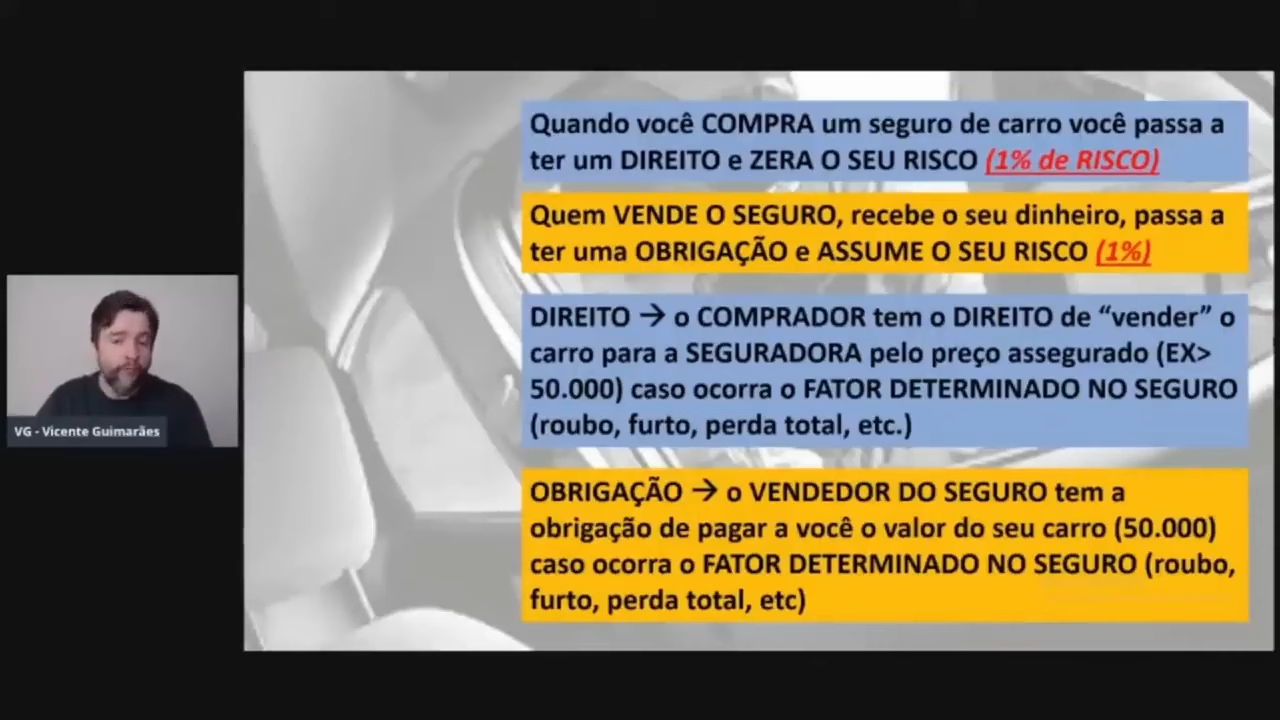 Quando você COMPRA um seguro de carro você passa a
ter um DIREITO e ZERA O SEU RISCO (1% de RISCO)
Quem VENDE O SEGURO, recebe o seu dinheiro, passa a
ter uma OBRIGAÇÃO e ASSUME O SEU RISCO (1%)
DIREITO → o COMPRADOR tem o DIREITO de “vender” o
carro para a SEGURADORA pelo preço assegurado (EX>
50.000) caso ocorra o FATOR DETERMINADO NO SEGURO
(roubo, furto, perda total, etc.)
OBRIGAÇÃO → o VENDEDOR DO SEGURO tem a
obrigação de pagar a você o valor do seu carro (50.000)
caso ocorra o FATOR DETERMINADO NO SEGURO (roubo,
furto, perda total, etc)
VG - Vicente Guimarães